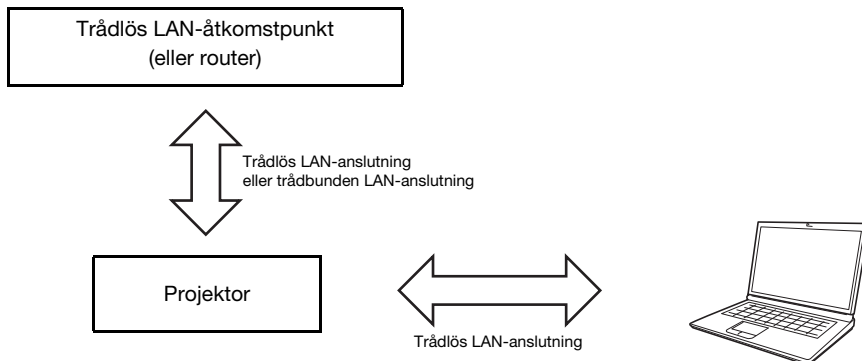 Trådlös LAN-åtkomstpunkt
(eller router)
Trådlös LAN-anslutning
eller trådbunden LAN-anslutning
Projektor
Trådlös LAN-anslutning